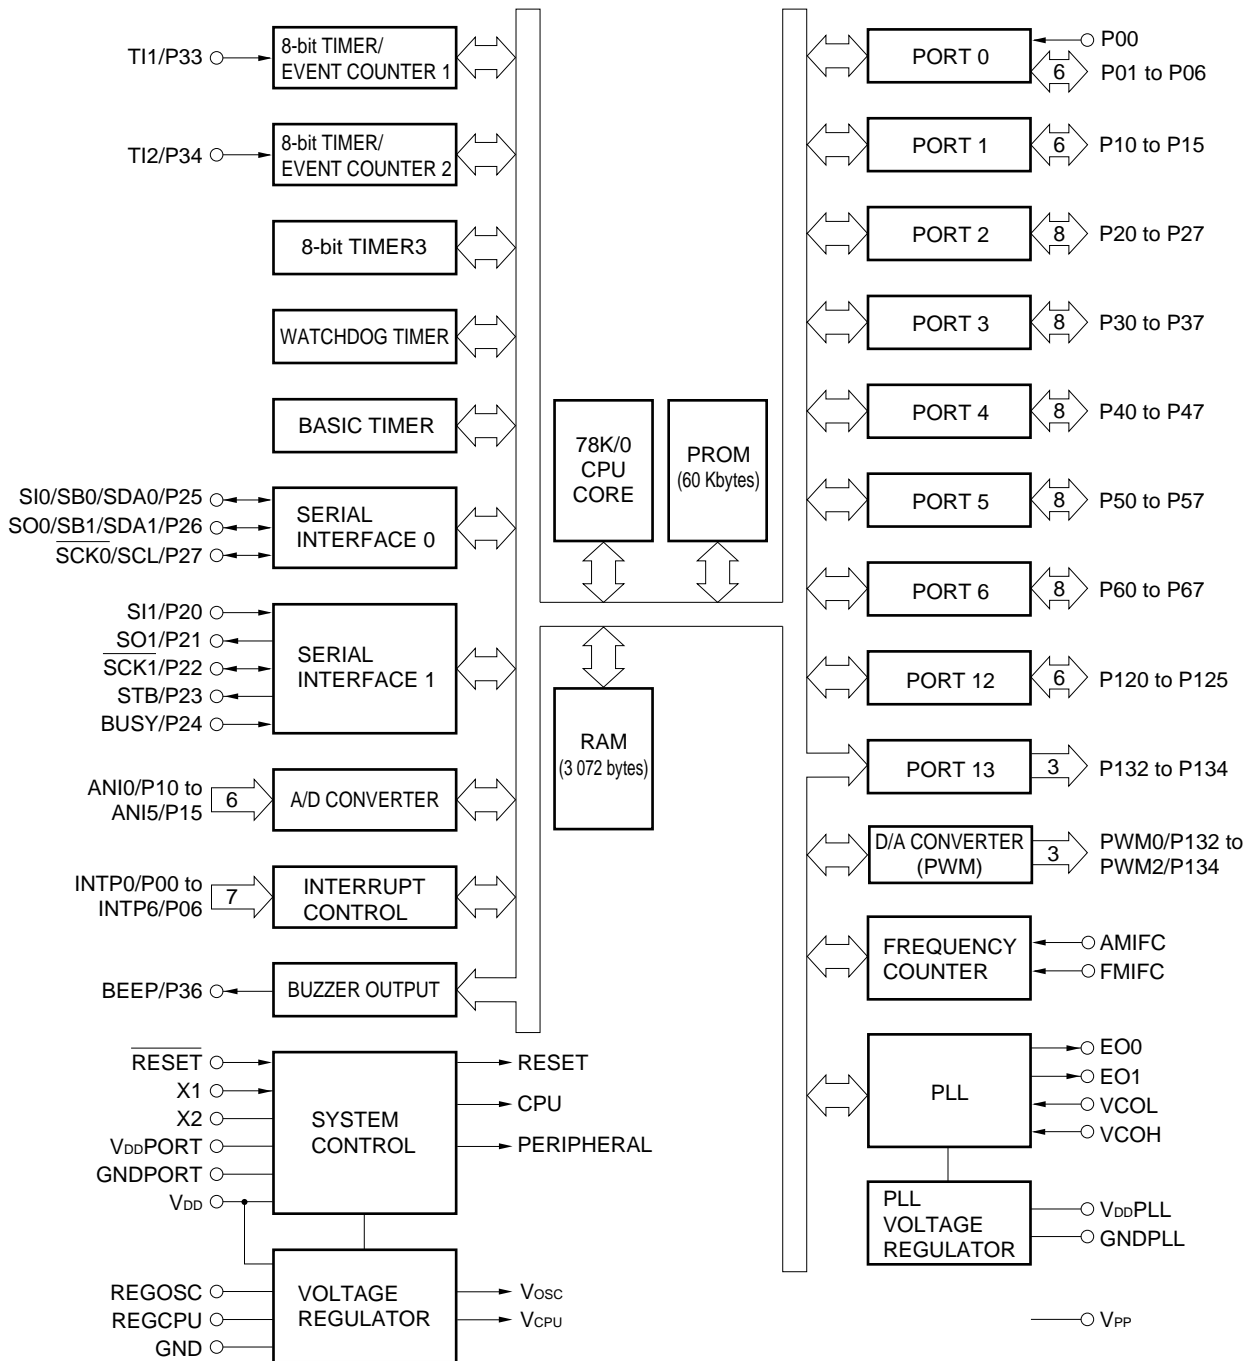 TI1/P33
8-bit TIMER/
EVENT COUNTER 1
TI2/P34
8-bit TIMER/
EVENT COUNTER 2
8-bit TIMER3
WATCHDOG TIMER
BASIC TIMER
SI0/SB0/SDA0/P25
SO0/SB1/SDA1/P26
SCK0/SCL/P27
SERIAL
INTERFACE 0
SI1/P20
SO1/P21
SCK1/P22
STB/P23
BUSY/P24
SERIAL
INTERFACE 1
ANI0/P10 to
ANI5/P15
6
A/D CONVERTER
INTP0/P00 to
INTP6/P06
7
INTERRUPT
CONTROL
BEEP/P36
BUZZER OUTPUT
RESET
X1
X2
VDDPORT
GNDPORT
VDD
SYSTEM
CONTROL
RESET
CPU
PERIPHERAL
REGOSC
REGCPU
GND
VOLTAGE
REGULATOR
VOSC
VCPU
78K/0
CPU
CORE
PROM
(60 Kbytes)
RAM
(3 072 bytes)
PORT 0
P00
6
P01 to P06
PORT 1
6
P10 to P15
PORT 2
8
P20 to P27
PORT 3
8
P30 to P37
PORT 4
8
P40 to P47
PORT 5
8
P50 to P57
PORT 6
8
P60 to P67
PORT 12
6
P120 to P125
PORT 13
3
P132 to P134
D/A CONVERTER
(PWM)
3
PWM0/P132 to
PWM2/P134
FREQUENCY
COUNTER
AMIFC
FMIFC
PLL
EO0
EO1
VCOL
VCOH
PLL
VOLTAGE
REGULATOR
VDDPLL
GNDPLL
VPP